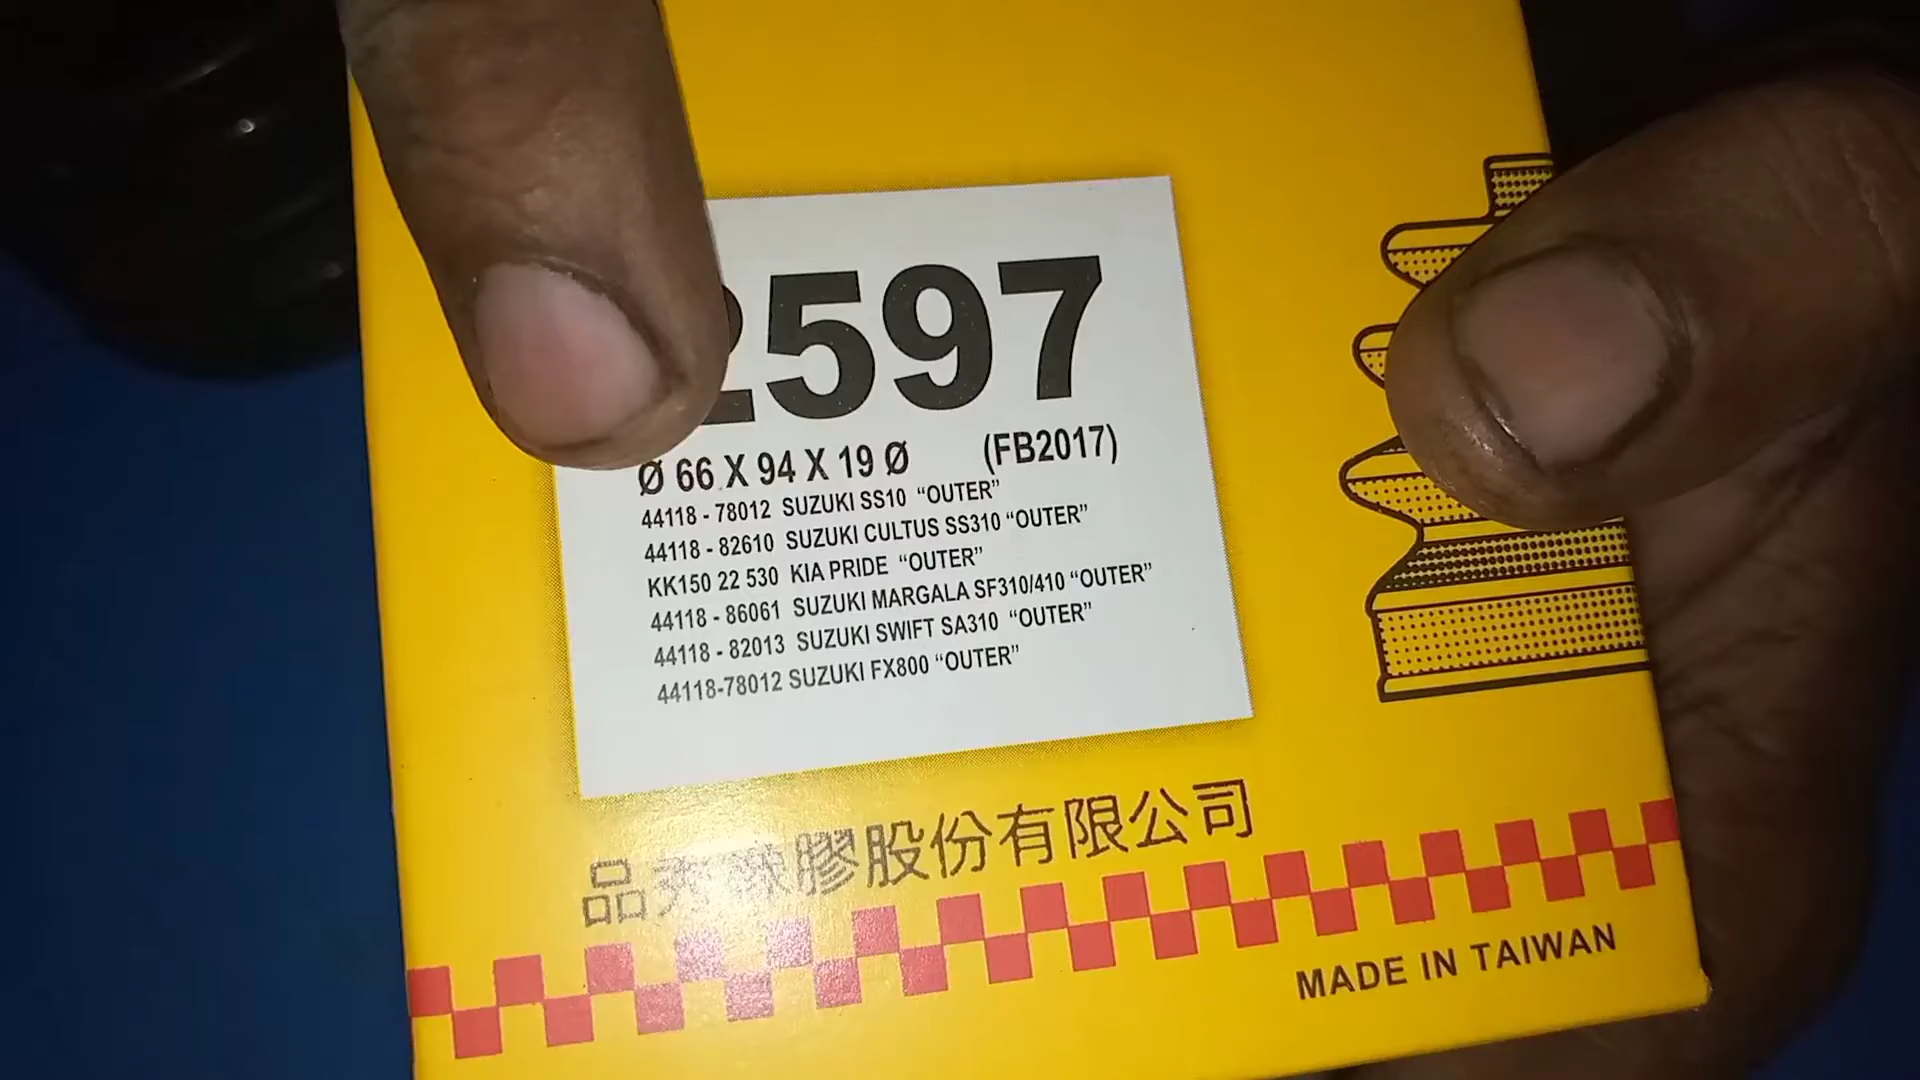 2597
Ø 66 X 94 X 19 Ø (FB2017)
44118 - 78012 SUZUKI SS10 “OUTER”
44118 - 82610 SUZUKI CULTUS SS310 “OUTER”
KK150 22 530 KIA PRIDE “OUTER”
44118 - 86061 SUZUKI MARGALA SF310/410 “OUTER”
44118 - 82013 SUZUKI SWIFT SA310 “OUTER”
44118-78012 SUZUKI FX800 “OUTER”
品秀橡膠股份有限公司
MADE IN TAIWAN